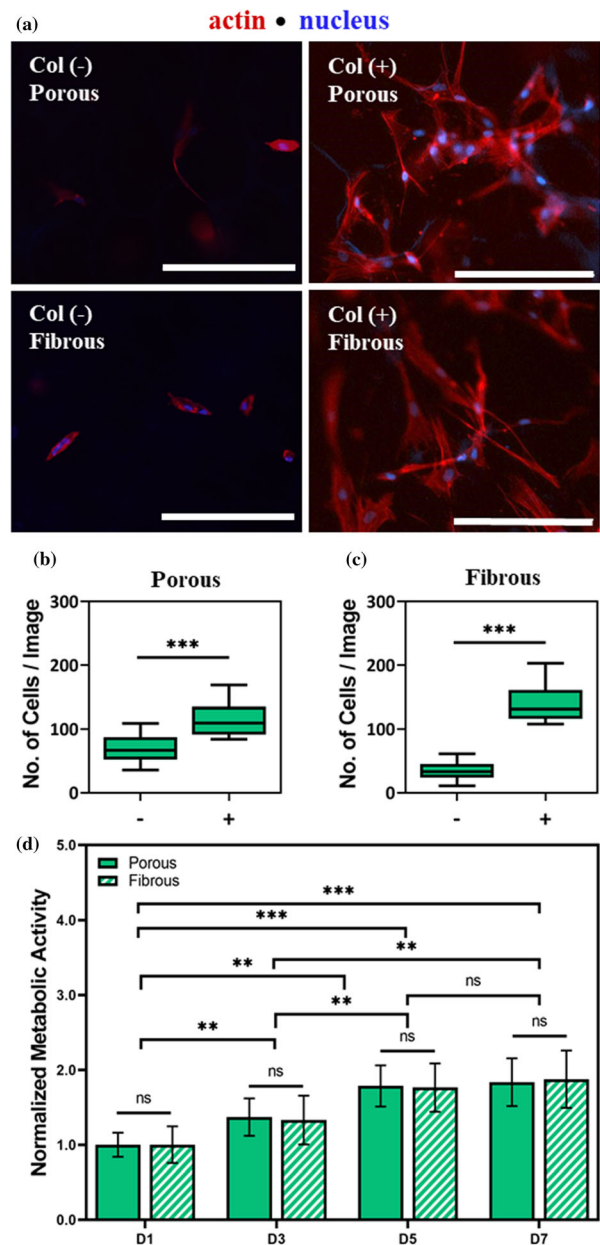 (a)
actin • nucleus
Col (-)
Porous
Col (+)
Porous
Col (-)
Fibrous
Col (+)
Fibrous
(b)
Porous
No. of Cells / Image
300
200
100
0
***
-
+
(c)
Fibrous
No. of Cells / Image
300
200
100
0
***
-
+
(d)
Normalized Metabolic Activity
5.0
4.0
3.0
2.0
1.0
0.0
Porous
Fibrous
***
***
**
**
ns
**
**
ns
ns
ns
ns
D1
D3
D5
D7